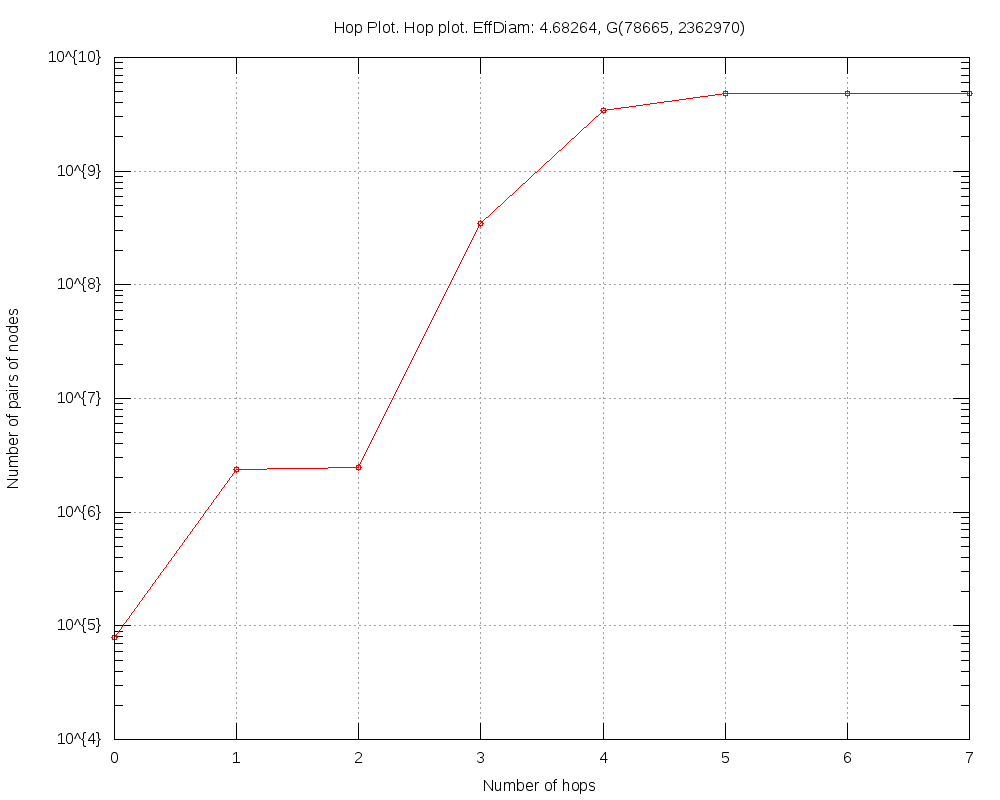 Hop Plot. Hop plot. EffDiam: 4.68264, G(78665, 2362970)
10^{10}
10^{9}
10^{8}
10^{7}
10^{6}
10^{5}
10^{4}
Number of pairs of nodes
0 1 2 3 4 5 6 7
Number of hops